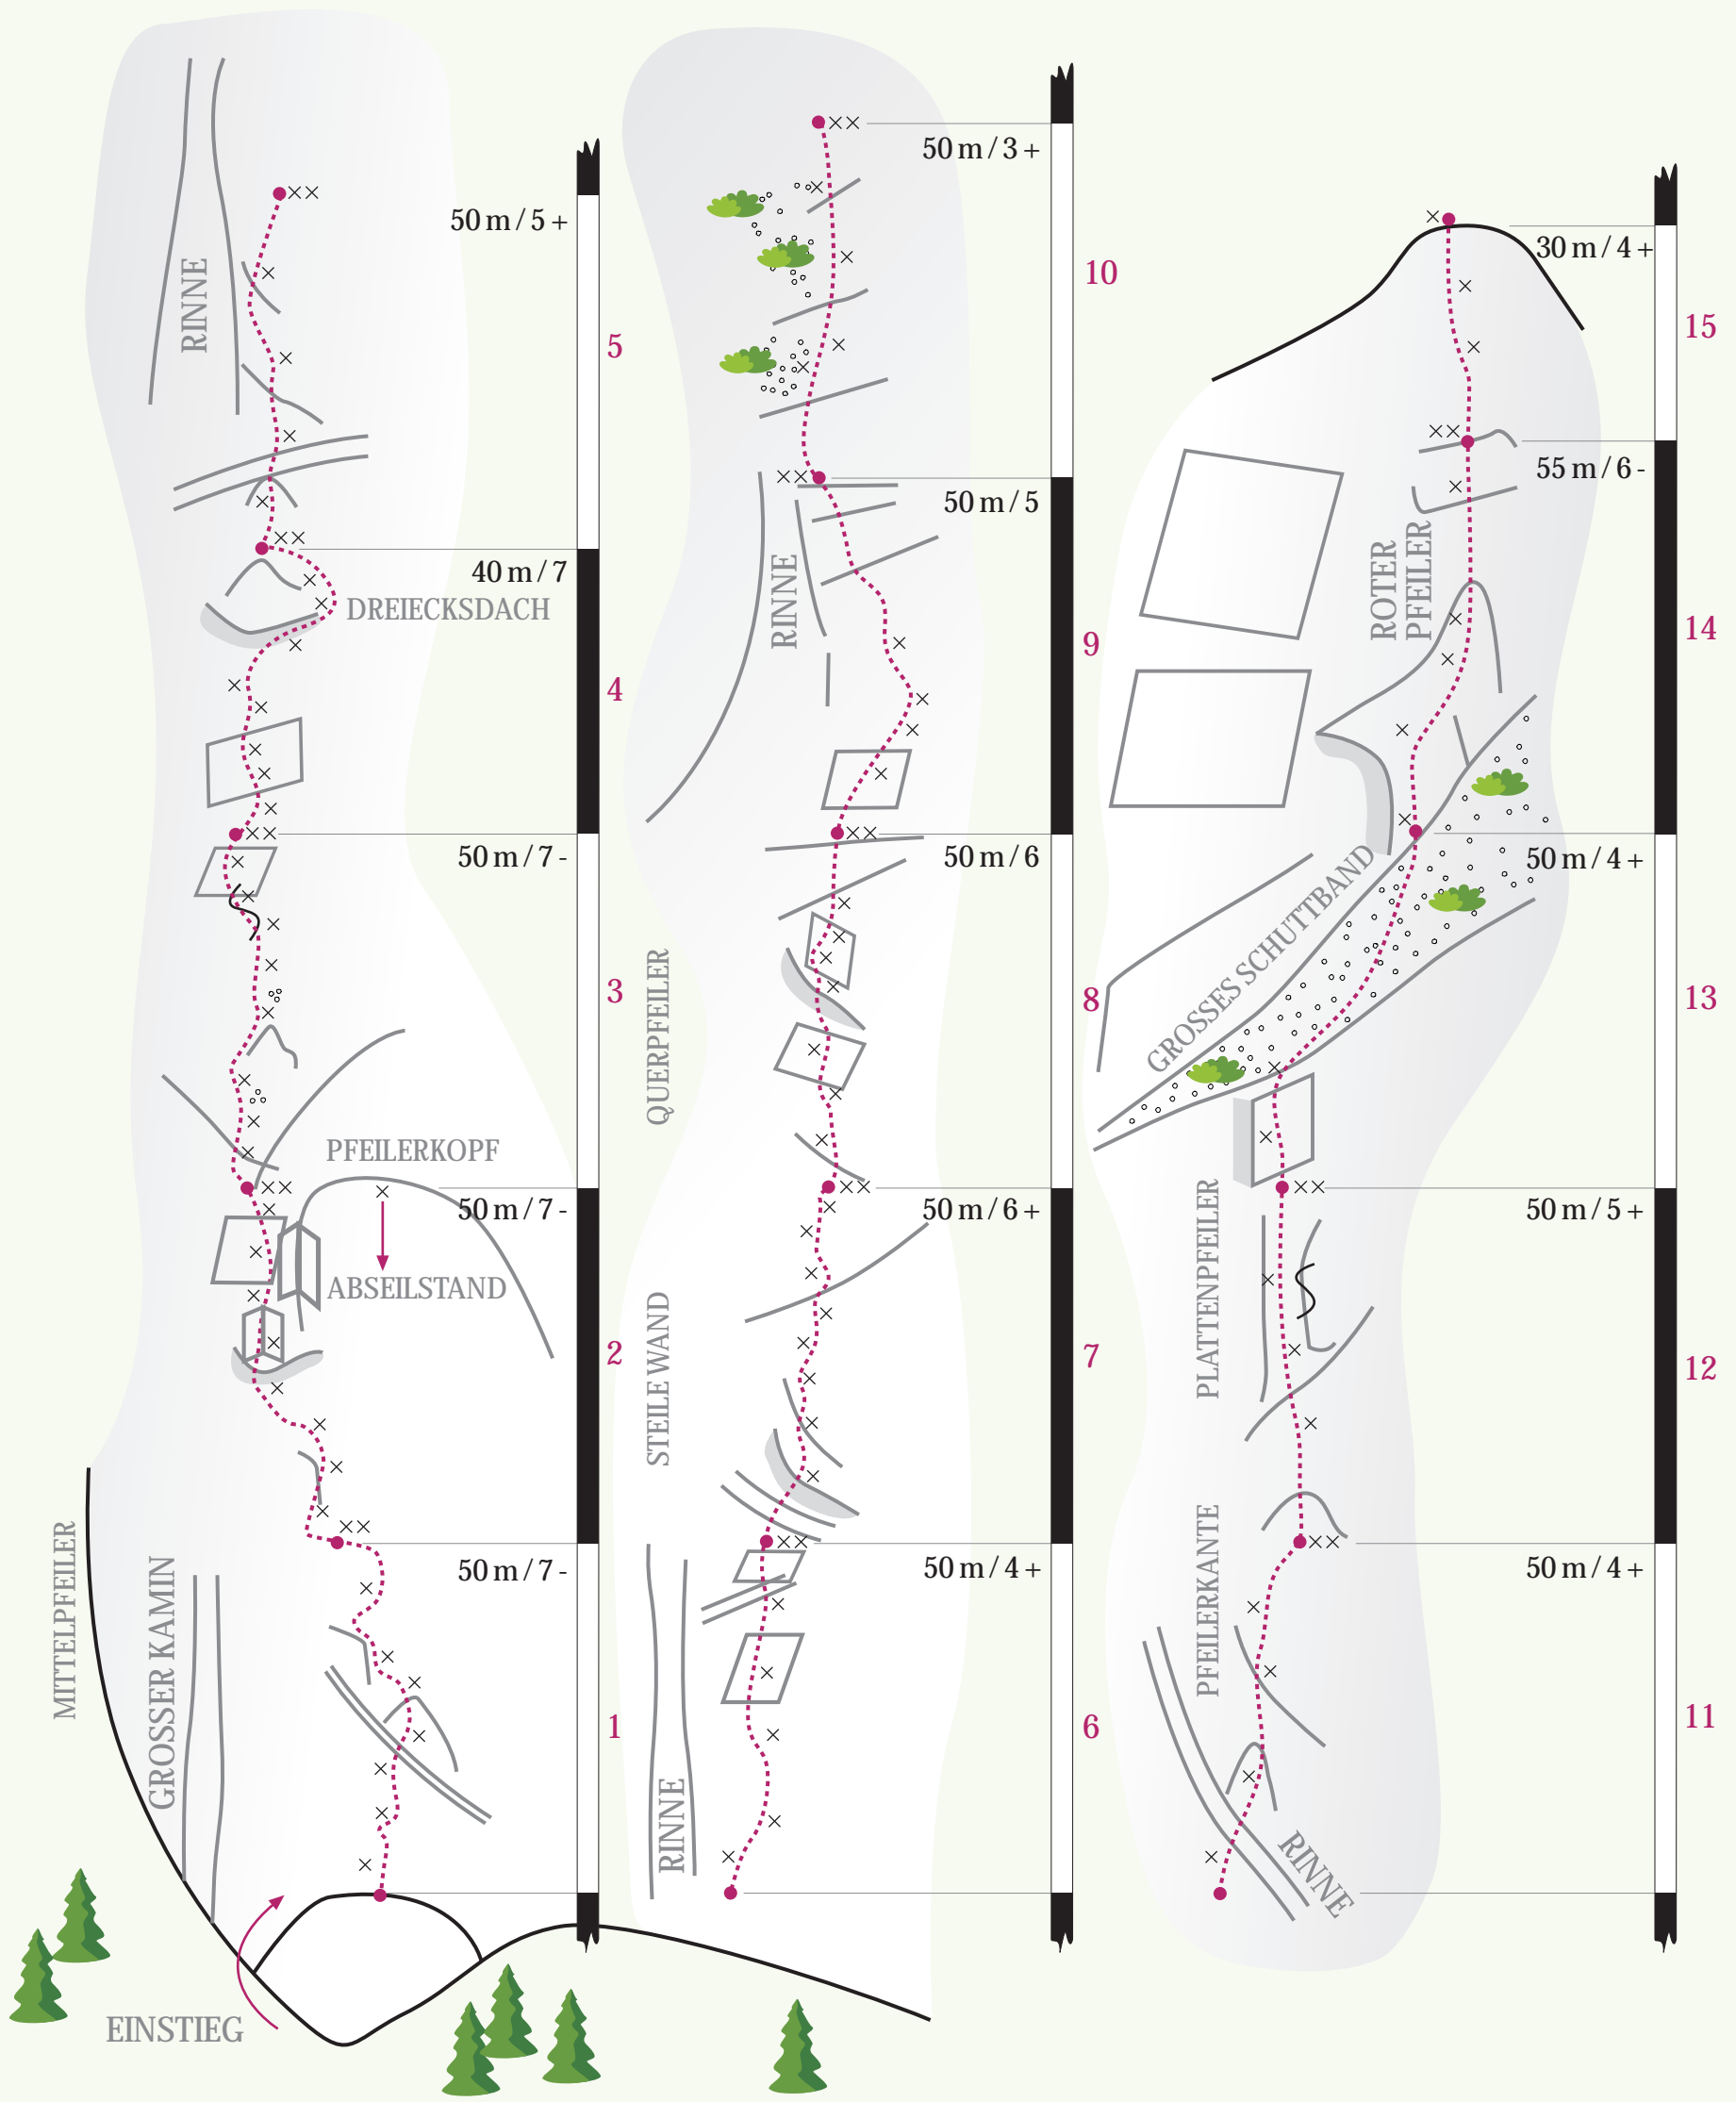 50 m / 5 +
RINNE
5
40 m / 7
DREIECKSDACH
4
50 m / 7 -
3
PFEILERKOPF
50 m / 7 -
ABSEILSTAND
2
50 m / 7 -
MITTELPFEILER
GROSSER KAMIN
1
EINSTIEG
50 m / 3 +
10
50 m / 5
RINNE
9
50 m / 6
QUERPFEILER
8
50 m / 6 +
STEILE WAND
7
50 m / 4 +
RINNE
6
30 m / 4 +
15
55 m / 6 -
ROTER
PFEILER
14
50 m / 4 +
GROSSES SCHUTTBAND
13
50 m / 5 +
PLATTENPFEILER
12
50 m / 4 +
PFEILERKANTE
11
RINNE